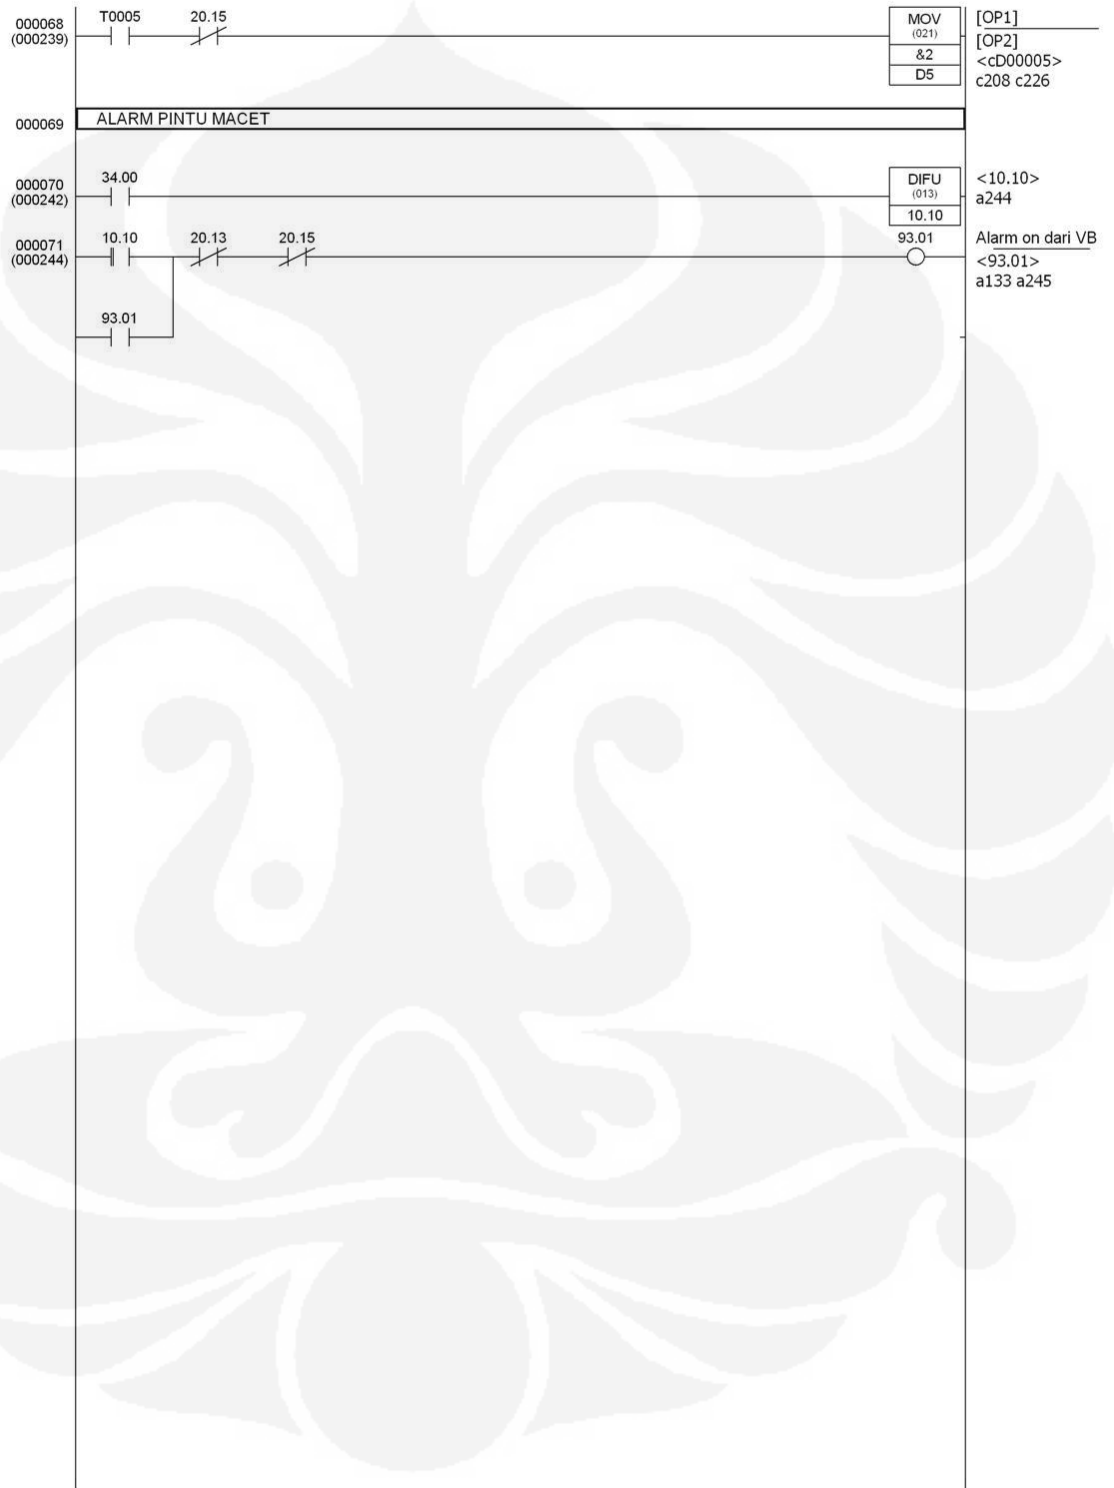 000068
(000239)
T0005 20.15
MOV
(021)
&2
D5
[OP1]
[OP2]
<cD00005>
c208 c226
000069
ALARM PINTU MACET
000070
(000242)
34.00
DIFU
(013)
10.10
<10.10>
a244
000071
(000244)
10.10 20.13 20.15 93.01
Alarm on dari VB
<93.01>
a133 a245
93.01